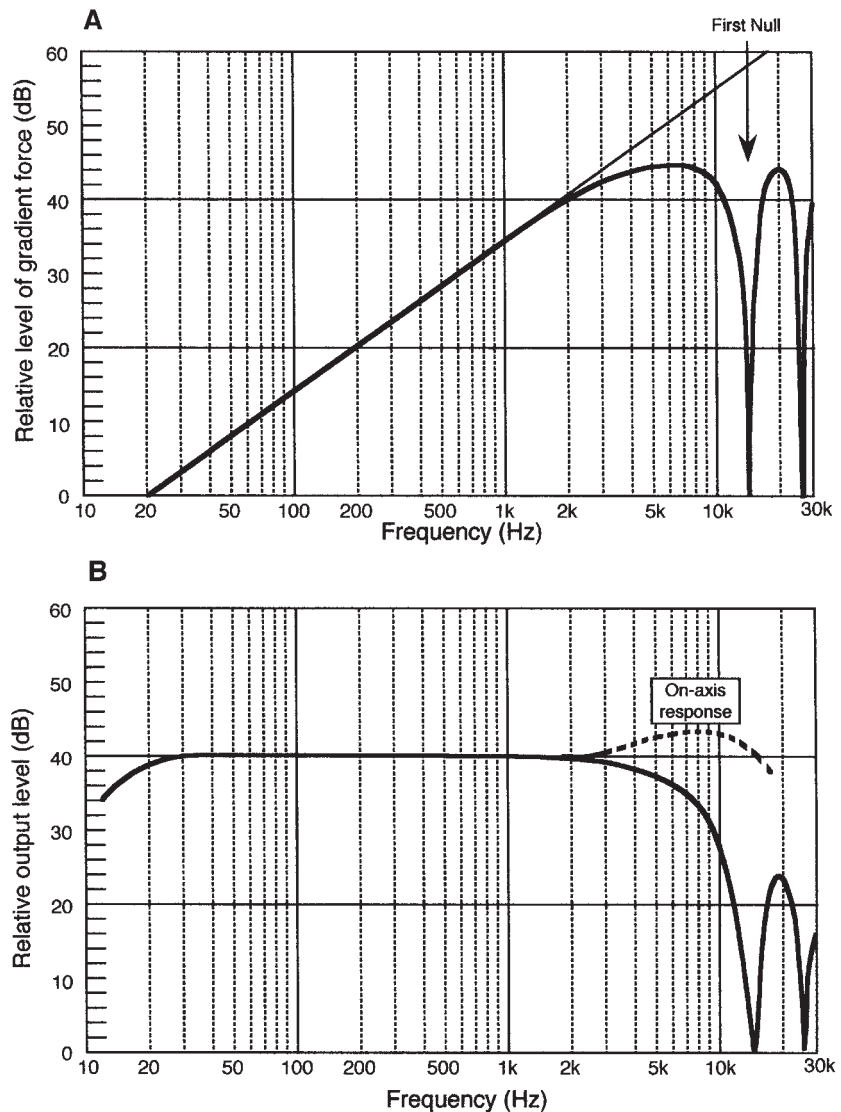 A
First Null
Relative level of gradient force (dB)
60
50
40
30
20
10
0
10 20 50 100 200 500 1k 2k 5k 10k 30k
Frequency (Hz)
B
Relative output level (dB)
60
50
40
30
20
10
0
On-axis
response
10 20 50 100 200 500 1k 2k 5k 10k 30k
Frequency (Hz)